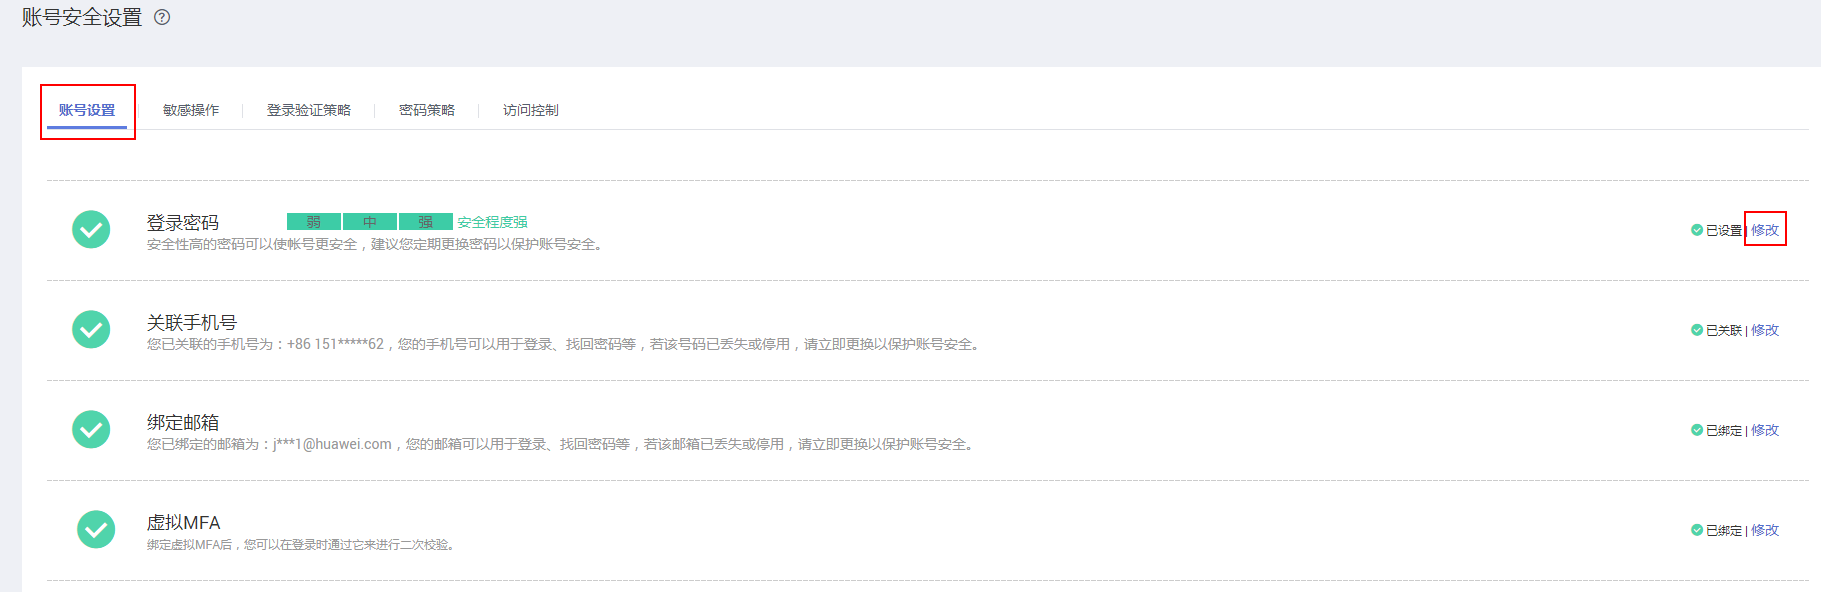 账号安全设置 ?
账号设置 敏感操作 登录验证策略 密码策略 访问控制
登录密码 弱 中 强 安全程度强
安全性高的密码可以使帐号更安全，建议您定期更换密码以保护账号安全。
已设置 | 修改
关联手机号
您已关联的手机号为：+86 151*****62，您的手机号可以用于登录、找回密码等，若该号码已丢失或停用，请立即更换以保护账号安全。
已关联 | 修改
绑定邮箱
您已绑定的邮箱为：j***1@huawei.com，您的邮箱可以用于登录、找回密码等，若该邮箱已丢失或停用，请立即更换以保护账号安全。
已绑定 | 修改
虚拟MFA
绑定虚拟MFA后，您可以在登录时通过它来进行二次校验。
已绑定 | 修改